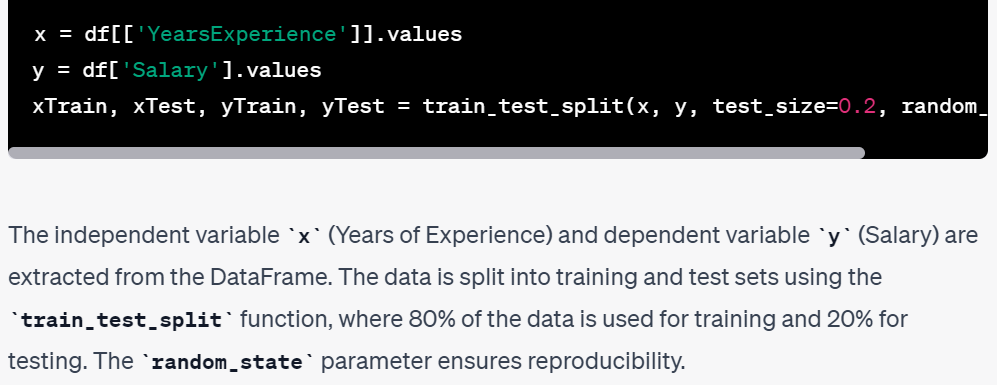 x = df[['YearsExperience']].values
y = df['Salary'].values
xTrain, xTest, yTrain, yTest = train_test_split(x, y, test_size=0.2, random_
The independent variable `x` (Years of Experience) and dependent variable `y` (Salary) are
extracted from the DataFrame. The data is split into training and test sets using the
`train_test_split` function, where 80% of the data is used for training and 20% for
testing. The `random_state` parameter ensures reproducibility.